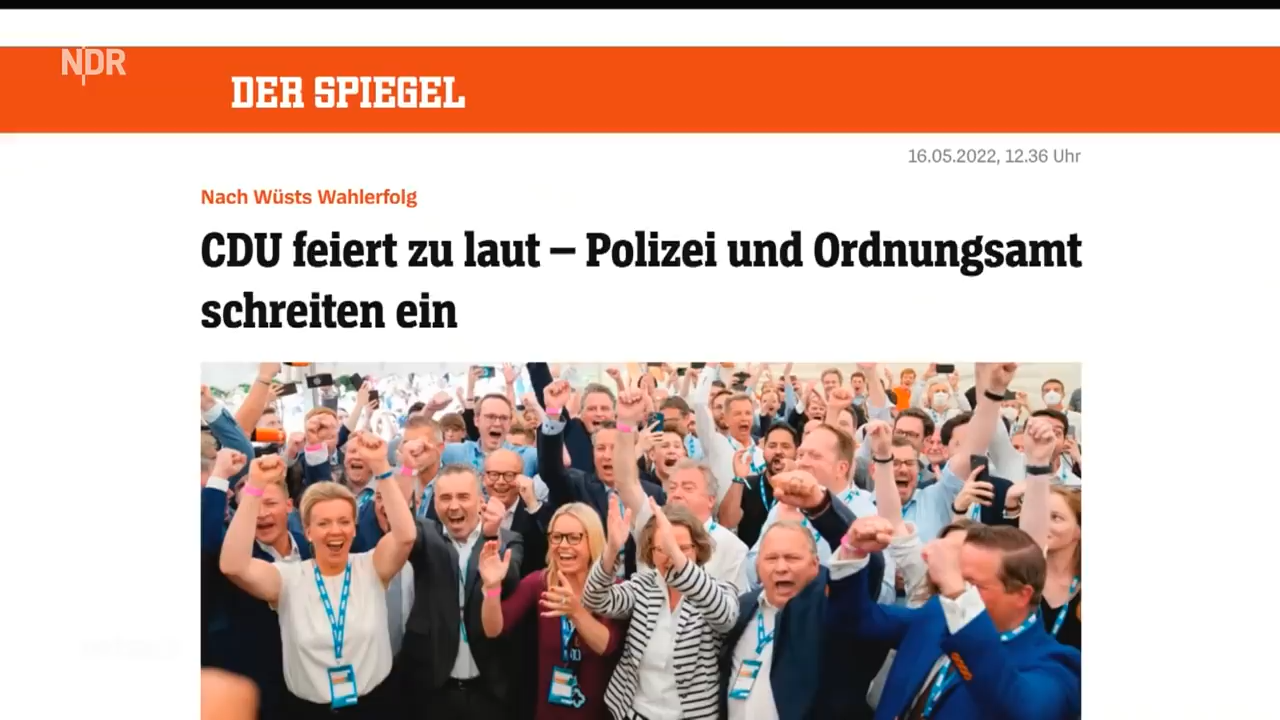 NDR
DER SPIEGEL
16.05.2022, 12.36 Uhr
Nach Wüsts Wahlerfolg
CDU feiert zu laut – Polizei und Ordnungsamt
schreiten ein